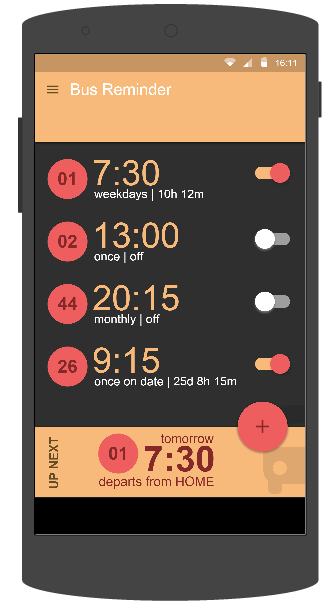 16:11
Bus Reminder
01
7:30
weekdays | 10h 12m
02
13:00
once | off
44
20:15
monthly | off
26
9:15
once on date | 25d 8h 15m
+
UP NEXT
01
tomorrow
7:30
departs from HOME